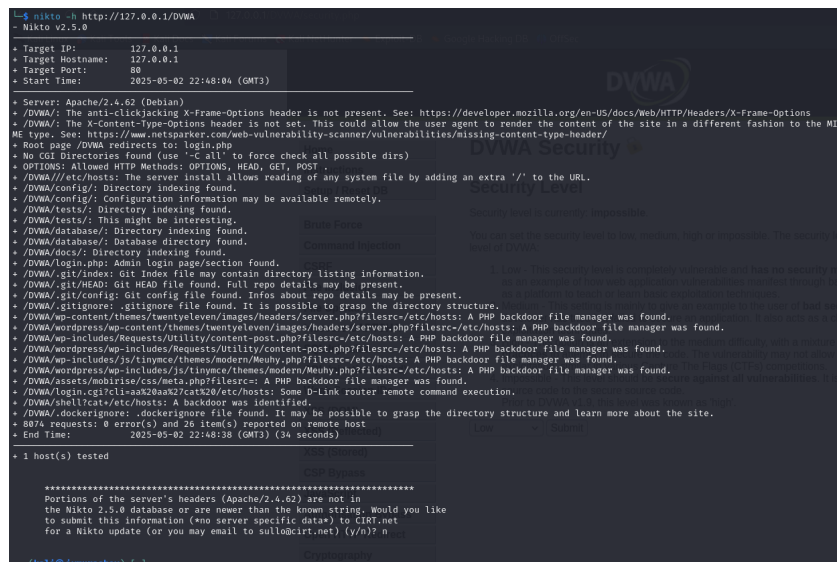 └─$ nikto -h http://127.0.0.1/DVWA
- Nikto v2.5.0
+ Target IP: 127.0.0.1
+ Target Hostname: 127.0.0.1
+ Target Port: 80
+ Start Time: 2025-05-02 22:48:04 (GMT3)
+ Server: Apache/2.4.62 (Debian)
+ /DVWA/: The anti-clickjacking X-Frame-Options header is not present. See: https://developer.mozilla.org/en-US/docs/Web/HTTP/Headers/X-Frame-Options
+ /DVWA/: The X-Content-Type-Options header is not set. This could allow the user agent to render the content of the site in a different fashion to the MI
ME type. See: https://www.netsparker.com/web-vulnerability-scanner/vulnerabilities/missing-content-type-header/
+ Root page /DVWA redirects to: login.php
+ No CGI Directories found (use '-C all' to force check all possible dirs)
+ OPTIONS: Allowed HTTP Methods: OPTIONS, HEAD, GET, POST .
+ /DVWA///etc/hosts: The server install allows reading of any system file by adding an extra '/' to the URL.
+ /DVWA/config/: Directory indexing found.
+ /DVWA/config/: Configuration information may be available remotely.
+ /DVWA/tests/: Directory indexing found.
+ /DVWA/tests/: This might be interesting.
+ /DVWA/database/: Directory indexing found.
+ /DVWA/database/: Database directory found.
+ /DVWA/docs/: Directory indexing found.
+ /DVWA/login.php: Admin login page/section found.
+ /DVWA/.git/index: Git Index file may contain directory listing information.
+ /DVWA/.git/HEAD: Git HEAD file found. Full repo details may be present.
+ /DVWA/.git/config: Git config file found. Infos about repo details may be present.
+ /DVWA/.gitignore: .gitignore file found. It is possible to grasp the directory structure.
+ /DVWA/wp-content/themes/twentyeleven/images/headers/server.php?filesrc=/etc/hosts: A PHP backdoor file manager was found.
+ /DVWA/wordpress/wp-content/themes/twentyeleven/images/headers/server.php?filesrc=/etc/hosts: A PHP backdoor file manager was found.
+ /DVWA/wp-includes/Requests/Utility/content-post.php?filesrc=/etc/hosts: A PHP backdoor file manager was found.
+ /DVWA/wordpress/wp-includes/Requests/Utility/content-post.php?filesrc=/etc/hosts: A PHP backdoor file manager was found.
+ /DVWA/wp-includes/js/tinymce/themes/modern/Meuhy.php?filesrc=/etc/hosts: A PHP backdoor file manager was found.
+ /DVWA/wordpress/wp-includes/js/tinymce/themes/modern/Meuhy.php?filesrc=/etc/hosts: A PHP backdoor file manager was found.
+ /DVWA/assets/mobirise/css/meta.php?filesrc=: A PHP backdoor file manager was found.
+ /DVWA/login.cgi?cli=aa%20aa%27cat%20/etc/hosts: Some D-Link router remote command execution.
+ /DVWA/shell?cat+/etc/hosts: A backdoor was identified.
+ /DVWA/.dockerignore: .dockerignore file found. It may be possible to grasp the directory structure and learn more about the site.
+ 8074 requests: 0 error(s) and 26 item(s) reported on remote host
+ End Time: 2025-05-02 22:48:38 (GMT3) (34 seconds)
+ 1 host(s) tested
*********************************************************************
Portions of the server's headers (Apache/2.4.62) are not in
the Nikto 2.5.0 database or are newer than the known string. Would you like
to submit this information (*no server specific data*) to CIRT.net
for a Nikto update (or you may email to sullo@cirt.net) (y/n)? n
DVWA
DVWA Security
Security Level
Security level is currently: impossible.
Brute Force
Command Injection
Low Submit
XSS (Stored)
CSP Bypass
Cryptography